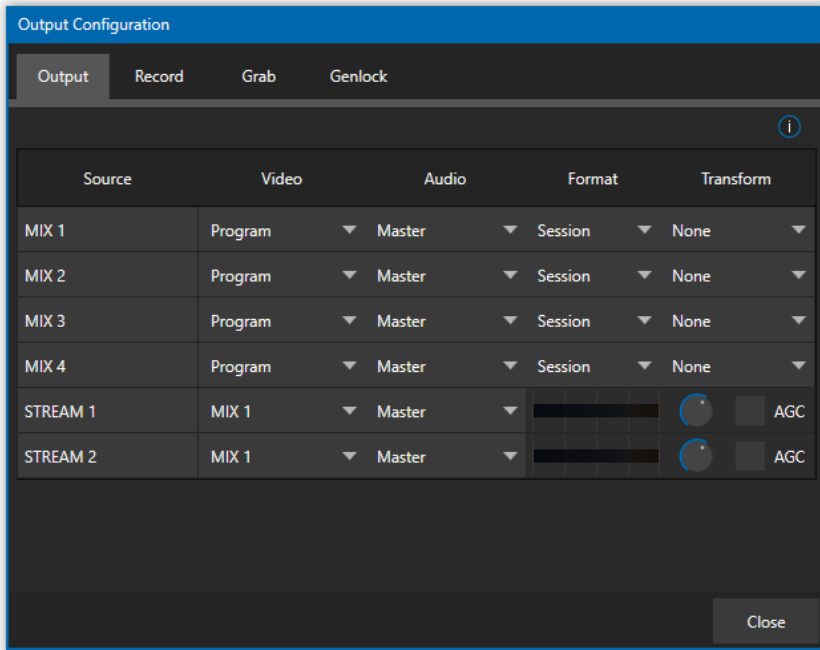 Output Configuration
Output Record Grab Genlock
i
Source Video Audio Format Transform
MIX 1 Program Master Session None
MIX 2 Program Master Session None
MIX 3 Program Master Session None
MIX 4 Program Master Session None
STREAM 1 MIX 1 Master AGC
STREAM 2 MIX 1 Master AGC
Close